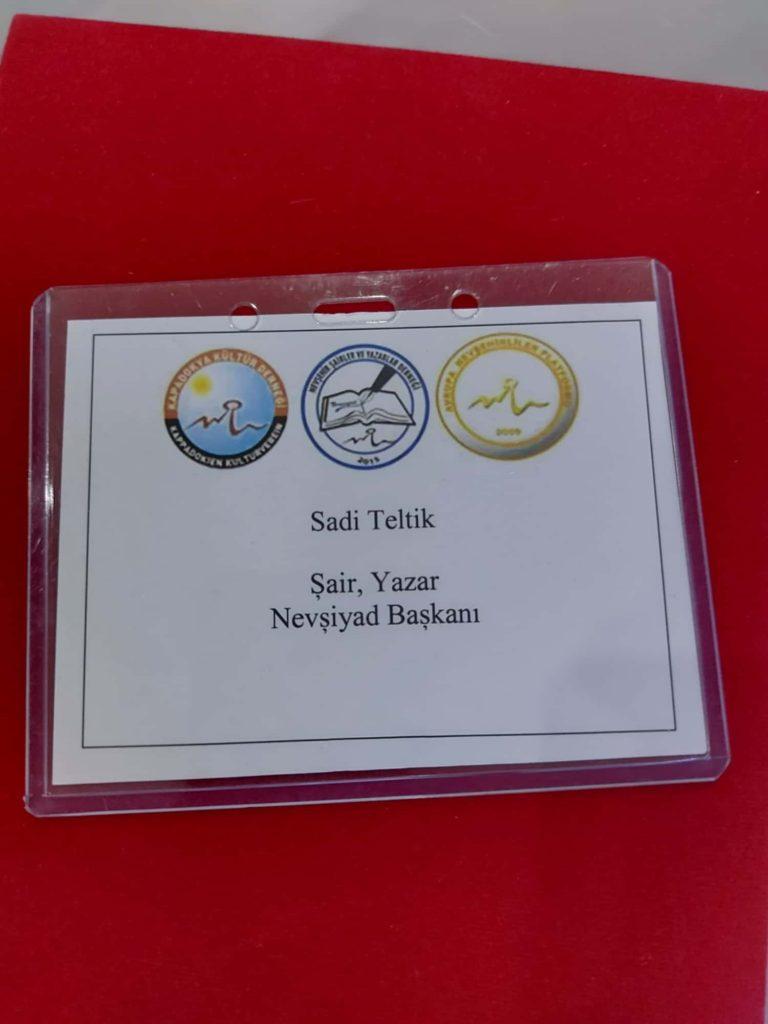 KAPADOKYA KÜLTÜR DERNEĞİ
KAPPADOKIEN KULTURVEREIN
NEVŞEHİR ŞAİRLER VE YAZARLAR DERNEĞİ
2015
AVRUPA NEVŞEHİRLİLER PLATFORMU
2009
Sadi Teltik
Şair, Yazar
Nevşiyad Başkanı